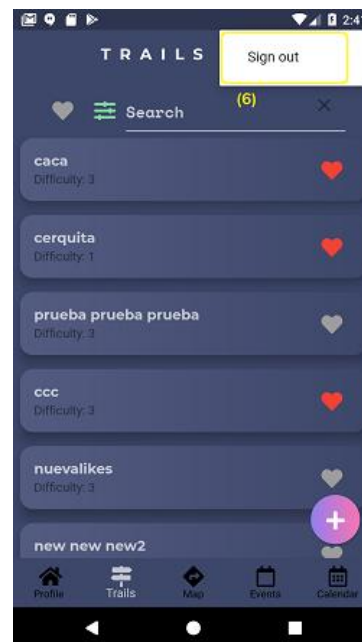 2:4
TRAILS
Sign out
(6)
Search
caca
Difficulty: 3
cerquita
Difficulty: 1
prueba prueba prueba
Difficulty: 3
ccc
Difficulty: 3
nuevalikes
Difficulty: 3
new new new2
Profile Trails Map Events Calendar